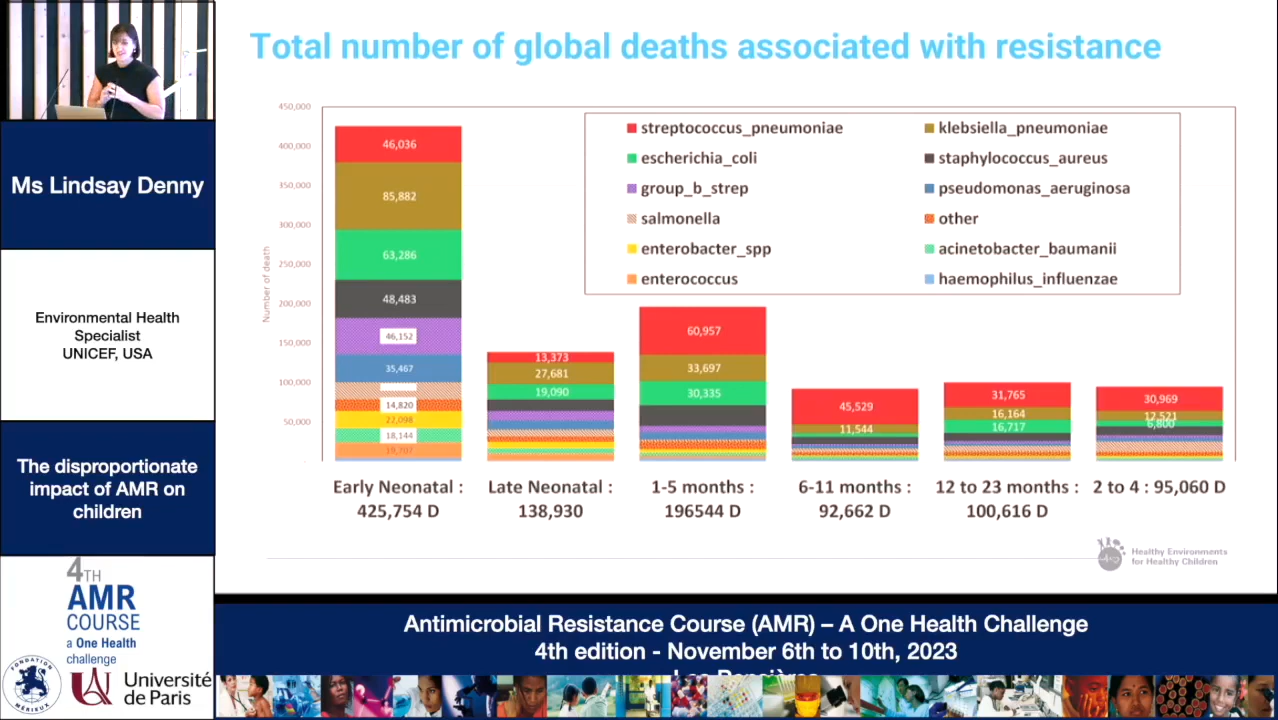 Total number of global deaths associated with resistance
Ms Lindsay Denny
Environmental Health
Specialist
UNICEF, USA
The disproportionate
impact of AMR on
children
4TH
AMR
COURSE
a One Health
challenge
FONDATION
MÉRIEUX
Université
de Paris
Number of death
450,000
400,000
350,000
300,000
250,000
200,000
150,000
100,000
50,000
-
streptococcus_pneumoniae
klebsiella_pneumoniae
escherichia_coli
staphylococcus_aureus
group_b_strep
pseudomonas_aeruginosa
salmonella
other
enterobacter_spp
acinetobacter_baumanii
enterococcus
haemophilus_influenzae
46,036
85,882
63,286
48,483
46,152
35,467
14,820
22,098
18,144
19,707
13,373
27,681
19,090
60,957
33,697
30,335
45,529
11,544
31,765
16,164
16,717
30,969
12,521
6,800
Early Neonatal :
425,754 D
Late Neonatal :
138,930
1-5 months :
196544 D
6-11 months :
92,662 D
12 to 23 months :
100,616 D
2 to 4 : 95,060 D
Healthy Environments
for Healthy Children
Antimicrobial Resistance Course (AMR) – A One Health Challenge
4th edition - November 6th to 10th, 2023